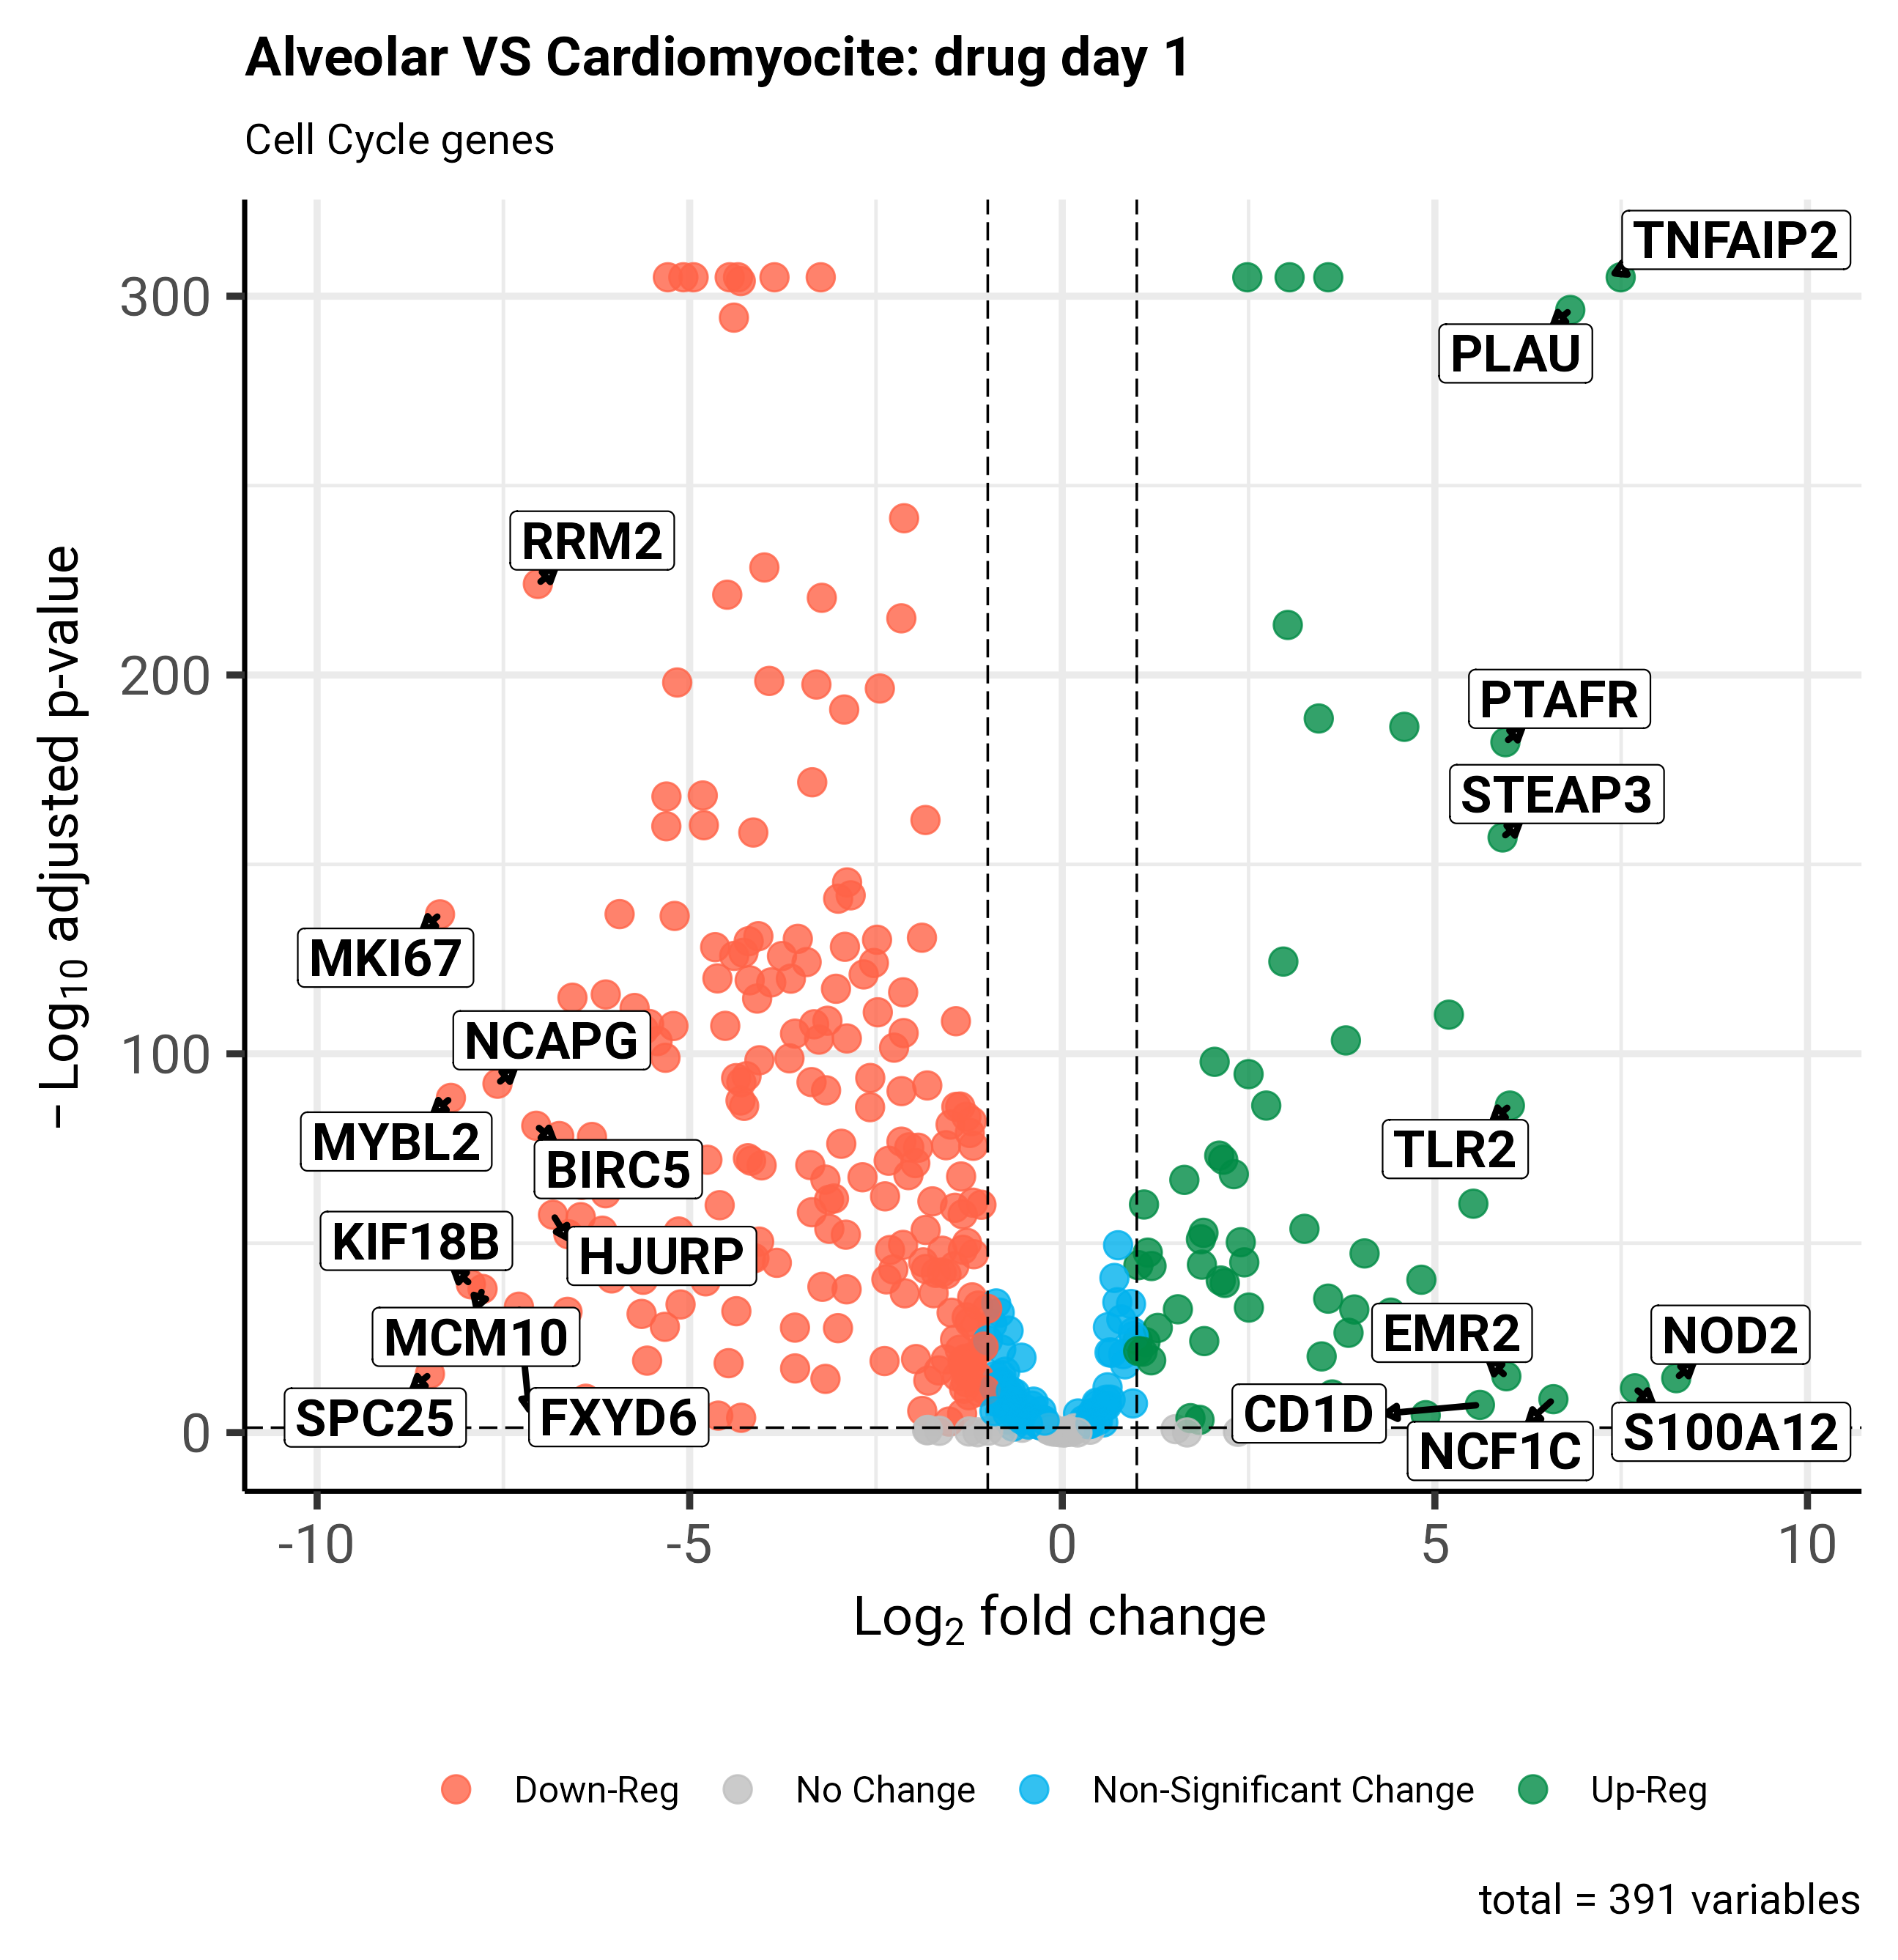 Alveolar VS Cardiomyocite: drug day 1
Cell Cycle genes
− Log10 adjusted p-value
300
200
100
0
TNFAIP2
PLAU
RRM2
PTAFR
STEAP3
MKI67
NCAPG
MYBL2
BIRC5
TLR2
KIF18B
HJURP
MCM10
EMR2
NOD2
SPC25
FXYD6
CD1D
S100A12
NCF1C
-10
-5
0
5
10
Log2 fold change
Down-Reg
No Change
Non-Significant Change
Up-Reg
total = 391 variables